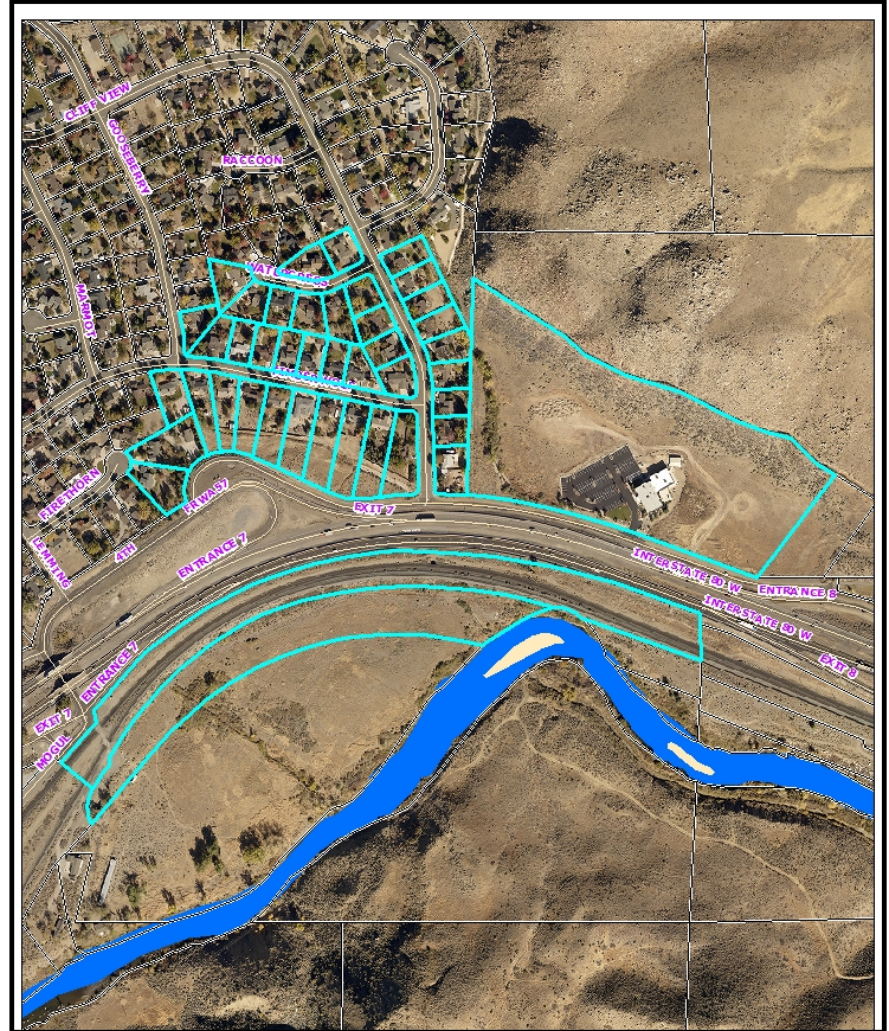 CLIFF VIEW
GOOSEBERRY
RACCOON
MARMOT
FIRETHORN
LEMMING
4TH
FRWA57
EXIT 7
ENTRANCE 7
INTERSTATE 80 W
ENTRANCE 8
INTERSTATE 80 W
EXIT 8
ENTRANCE 7
EXIT 7
MOGUL